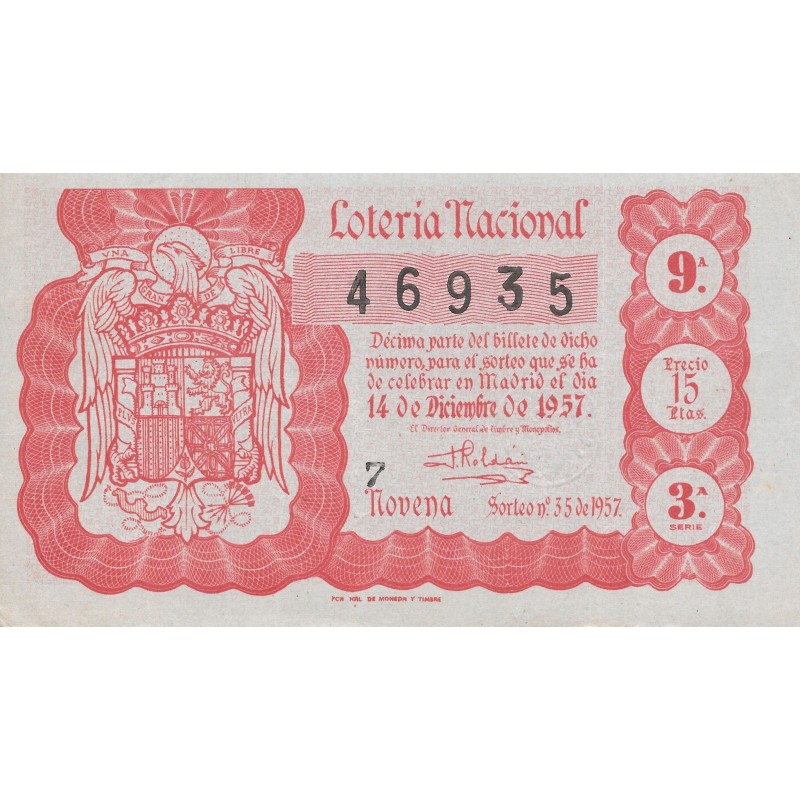 VNA
LIBRE
GRANDE
PLVS
VLTRA
Lotería Nacional
46935
Décima parte del billete de dicho
número, para el sorteo que se ha
de celebrar en Madrid el día
14 de Diciembre de 1957.
El Director General de Timbre y Monopolios,
F. Roldán
7
Novena
Sorteo nº. 35 de 1957.
9.A
Precio
15
Ptas.
3.A
SERIE
FCA. NAL. DE MONEDA Y TIMBRE